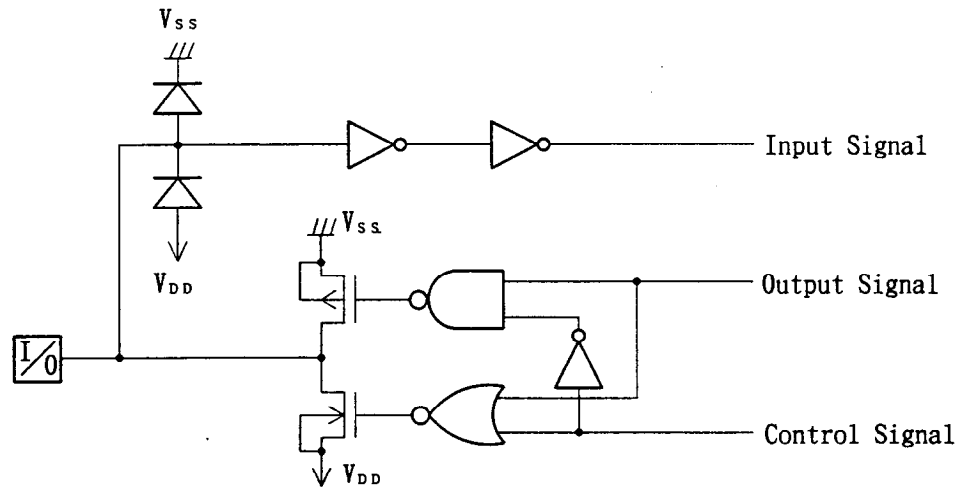 VSS
Input Signal
VDD
VSS
Output Signal
I/O
Control Signal
VDD